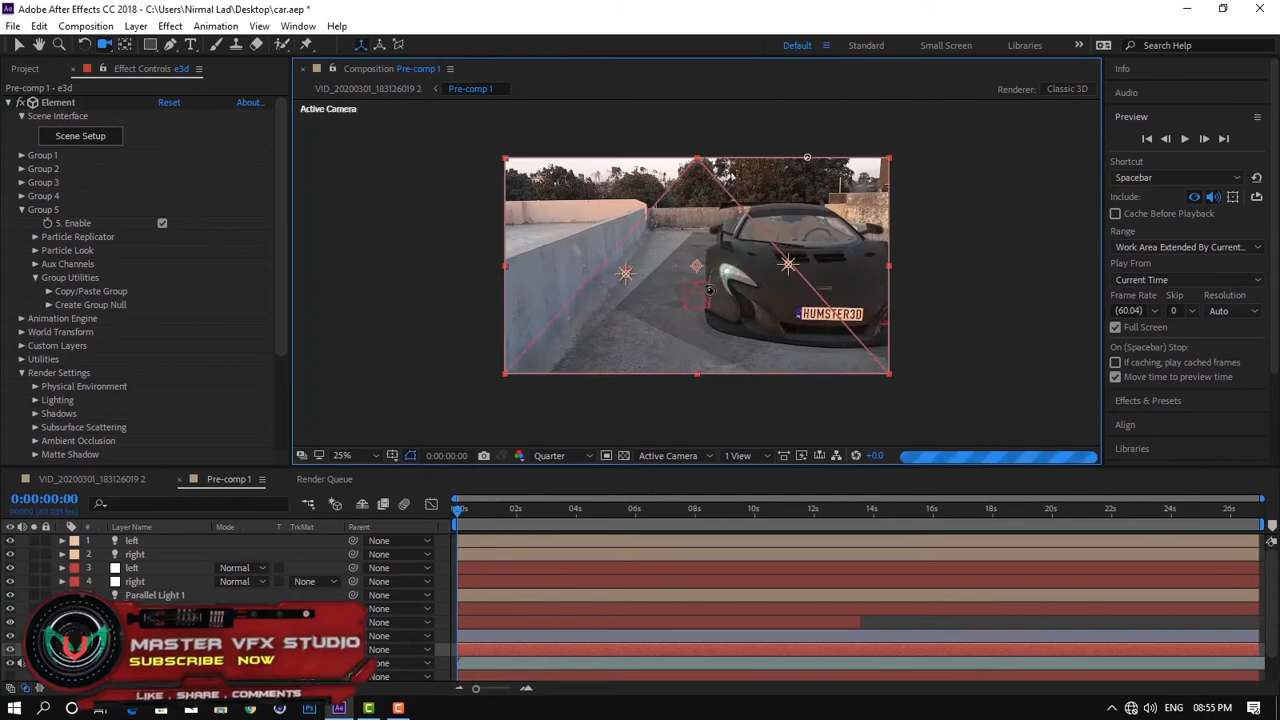 Adobe After Effects CC 2018 - C:\Users\Nirmal Lad\Desktop\car.aep *
File Edit Composition Layer Effect Animation View Window Help
Default Standard Small Screen Libraries Search Help
Project Effect Controls e3d Composition Pre-comp 1 Info
Pre-comp 1 • e3d VID_20200301_183126019 2 Pre-comp 1 Renderer: Classic 3D Audio
fx Element Reset About...
Active Camera
Scene Interface Preview
Scene Setup
Group 1
Shortcut
Group 2
Spacebar
Group 3
Include:
Group 4
Cache Before Playback
Group 5
Range
5. Enable
Particle Replicator
Work Area Extended By Current...
Particle Look
Play From
Aux Channels
Current Time
Group Utilities
Frame Rate Skip Resolution
Copy/Paste Group
Create Group Null
(60.04) 0 Auto
HUMSTER3D
Animation Engine
Full Screen
World Transform
On (Spacebar) Stop:
Custom Layers
If caching, play cached frames
Utilities
Move time to preview time
Render Settings
Physical Environment
Effects & Presets
Lighting
Shadows
Align
Subsurface Scattering
Ambient Occlusion
Libraries
Matte Shadow
25% 0:00:00:00 Quarter Active Camera 1 View +0.0
VID_20200301_183126019 2 Pre-comp 1 Render Queue
0:00:00:00
00000 (60.035 fps)
:00s 02s 04s 06s 08s 10s 12s 14s 16s 18s 20s 22s 24s 26s
# Layer Name Mode T .TrkMat Parent
1 left None
2 right None
3 left Normal None
4 right Normal None None
Parallel Light 1 None
None
None
None
None
None
None
MASTER VFX STUDIO
SUBSCRIBE NOW
LIKE , SHARE , COMMENTS
08:55 PM